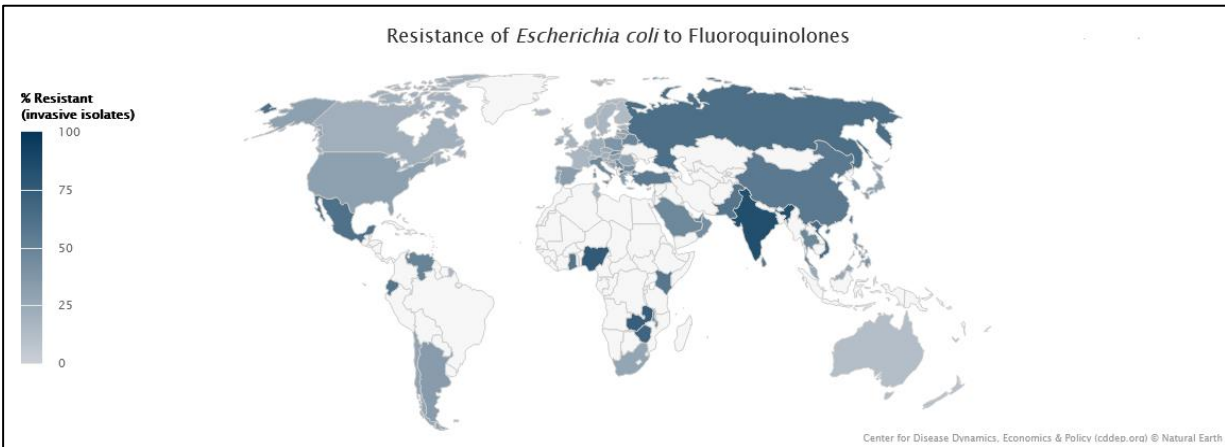 Resistance of Escherichia coli to Fluoroquinolones
% Resistant
(invasive isolates)
100
75
50
25
0
Center for Disease Dynamics, Economics & Policy (cddep.org) © Natural Earth